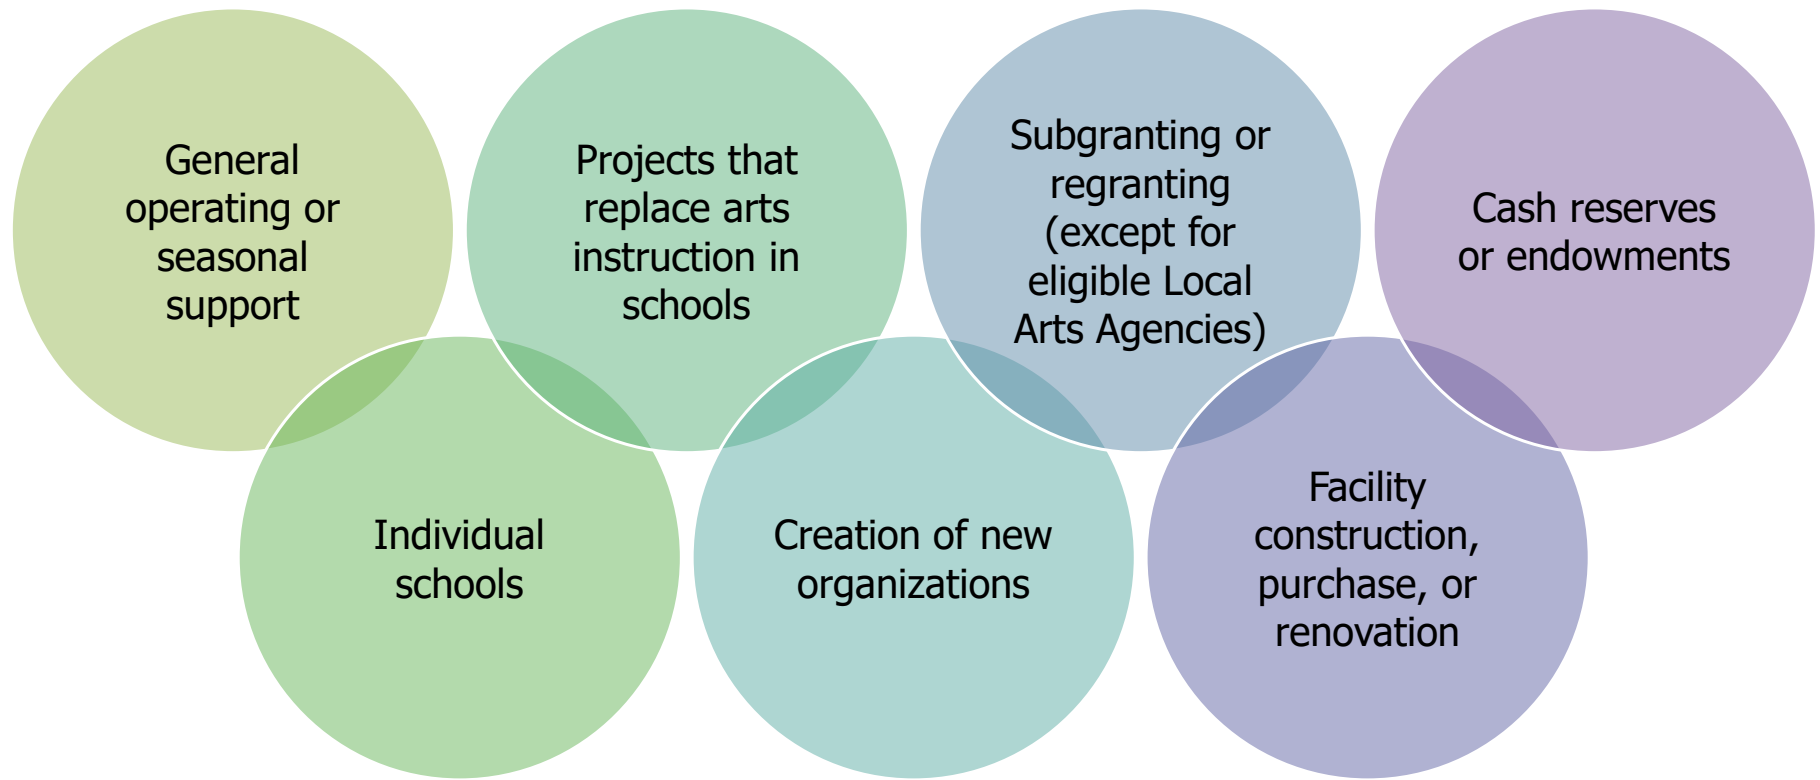 General
operating or
seasonal
support
Individual
schools
Projects that
replace arts
instruction in
schools
Creation of new
organizations
Subgranting or
regranting
(except for
eligible Local
Arts Agencies)
Facility
construction,
purchase, or
renovation
Cash reserves
or endowments